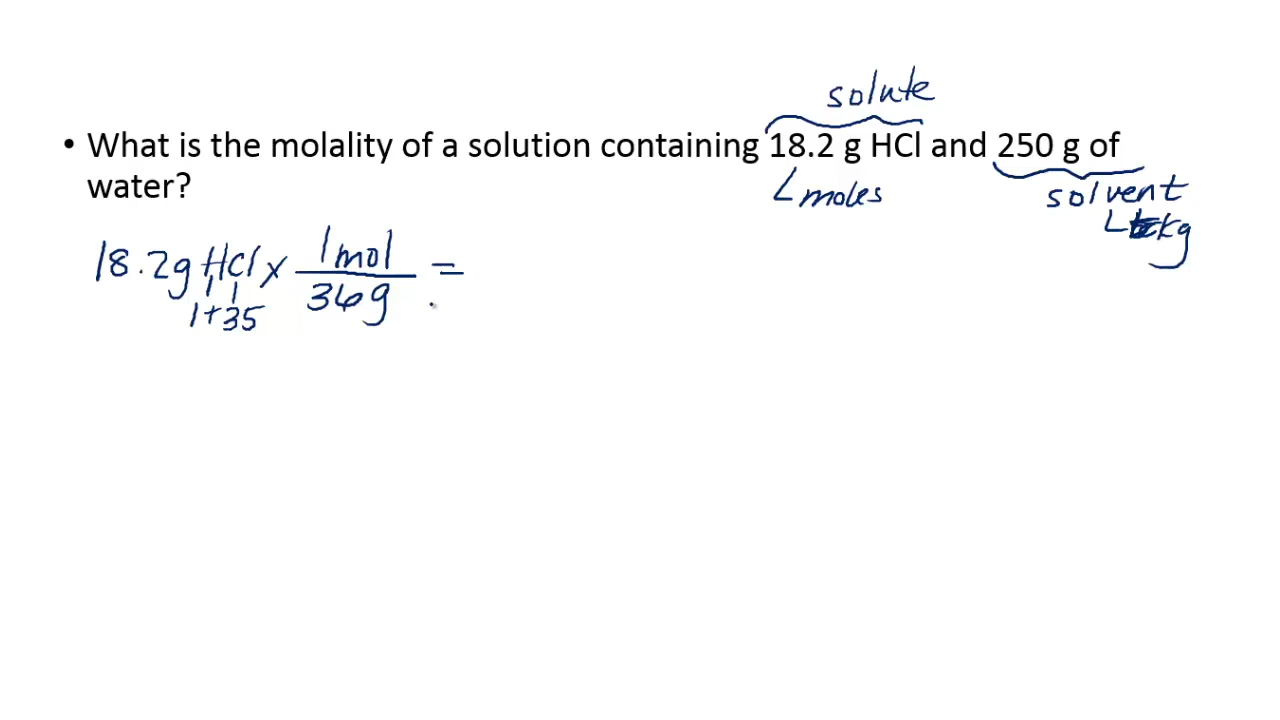 solute
• What is the molality of a solution containing 18.2 g HCl and 250 g of
water?
moles
solvent
kg
18.2g HCl x 1mol =
36g
1+35